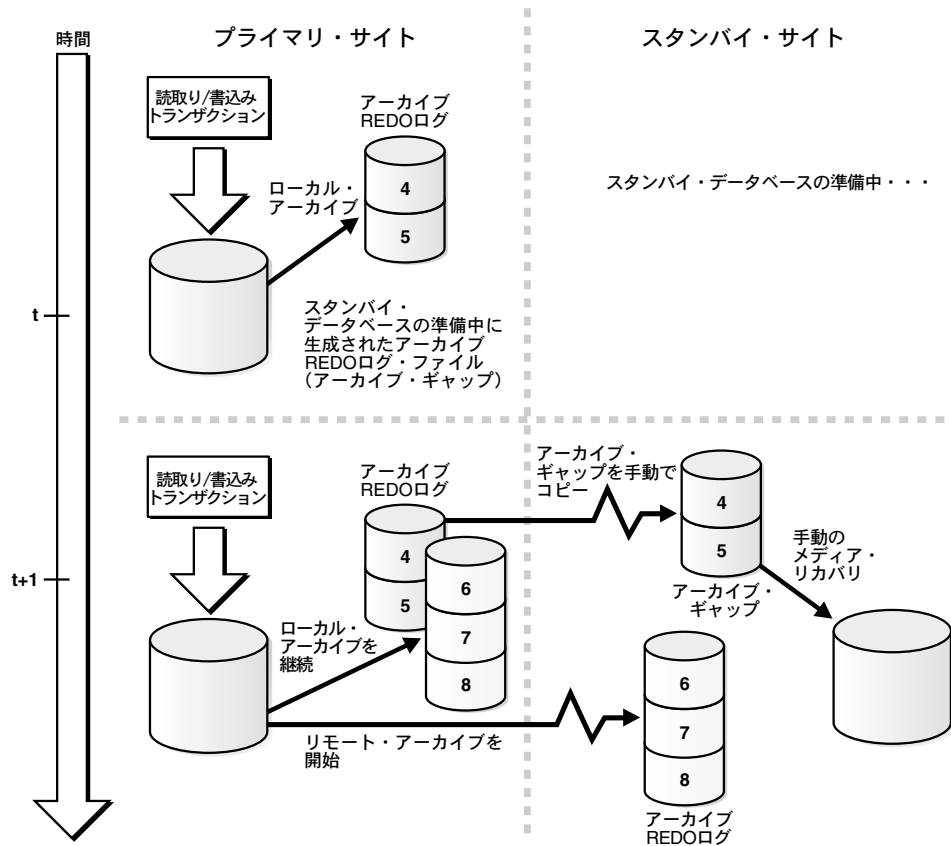 時間
プライマリ・サイト
スタンバイ・サイト
読取り/書込み
トランザクション
アーカイブ
REDOログ
4
5
ローカル・
アーカイブ
スタンバイ・データベースの準備中・・・
t
スタンバイ・
データベースの準備中に
生成されたアーカイブ
REDOログ・ファイル
（アーカイブ・ギャップ）
読取り/書込み
トランザクション
アーカイブ
REDOログ
4
5
6
7
8
アーカイブ・
ギャップを手動で
コピー
4
5
アーカイブ・
ギャップ
手動の
メディア・
リカバリ
t+1
ローカル・
アーカイブを
継続
リモート・アーカイブを
開始
6
7
8
アーカイブ
REDOログ